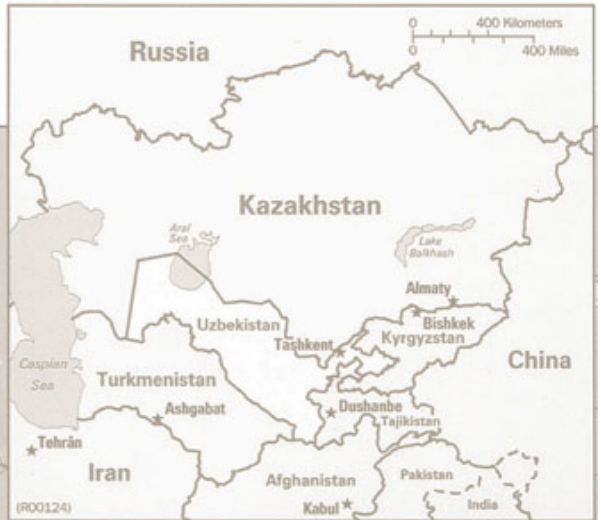 0 400 Kilometers
0 400 Miles
Russia
Kazakhstan
Aral
Sea
Lake
Balkhash
Almaty
Bishkek
Uzbekistan
Tashkent
Kyrgyzstan
China
Caspian
Sea
Turkmenistan
Ashgabat
Dushanbe
Tajikistan
Tehrān
Iran
Afghanistan
Kabul
Pakistan
India
(R00124)